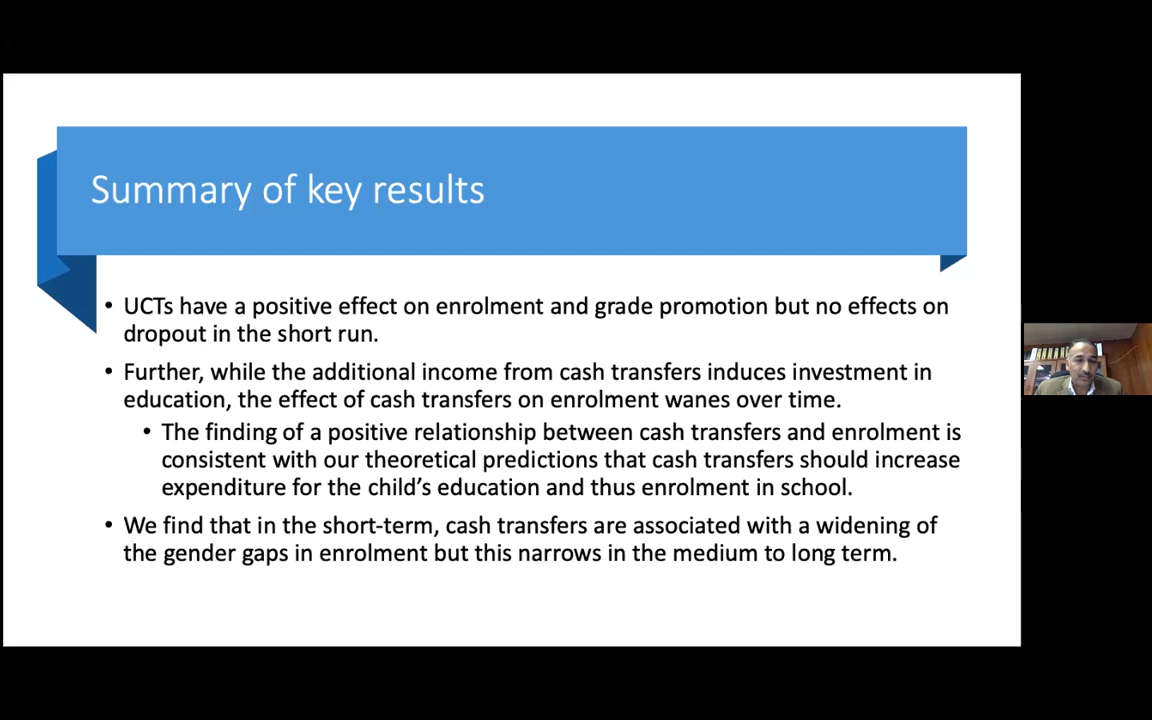 Summary of key results
• UCTs have a positive effect on enrolment and grade promotion but no effects on
dropout in the short run.
• Further, while the additional income from cash transfers induces investment in
education, the effect of cash transfers on enrolment wanes over time.
• The finding of a positive relationship between cash transfers and enrolment is
consistent with our theoretical predictions that cash transfers should increase
expenditure for the child's education and thus enrolment in school.
• We find that in the short-term, cash transfers are associated with a widening of
the gender gaps in enrolment but this narrows in the medium to long term.